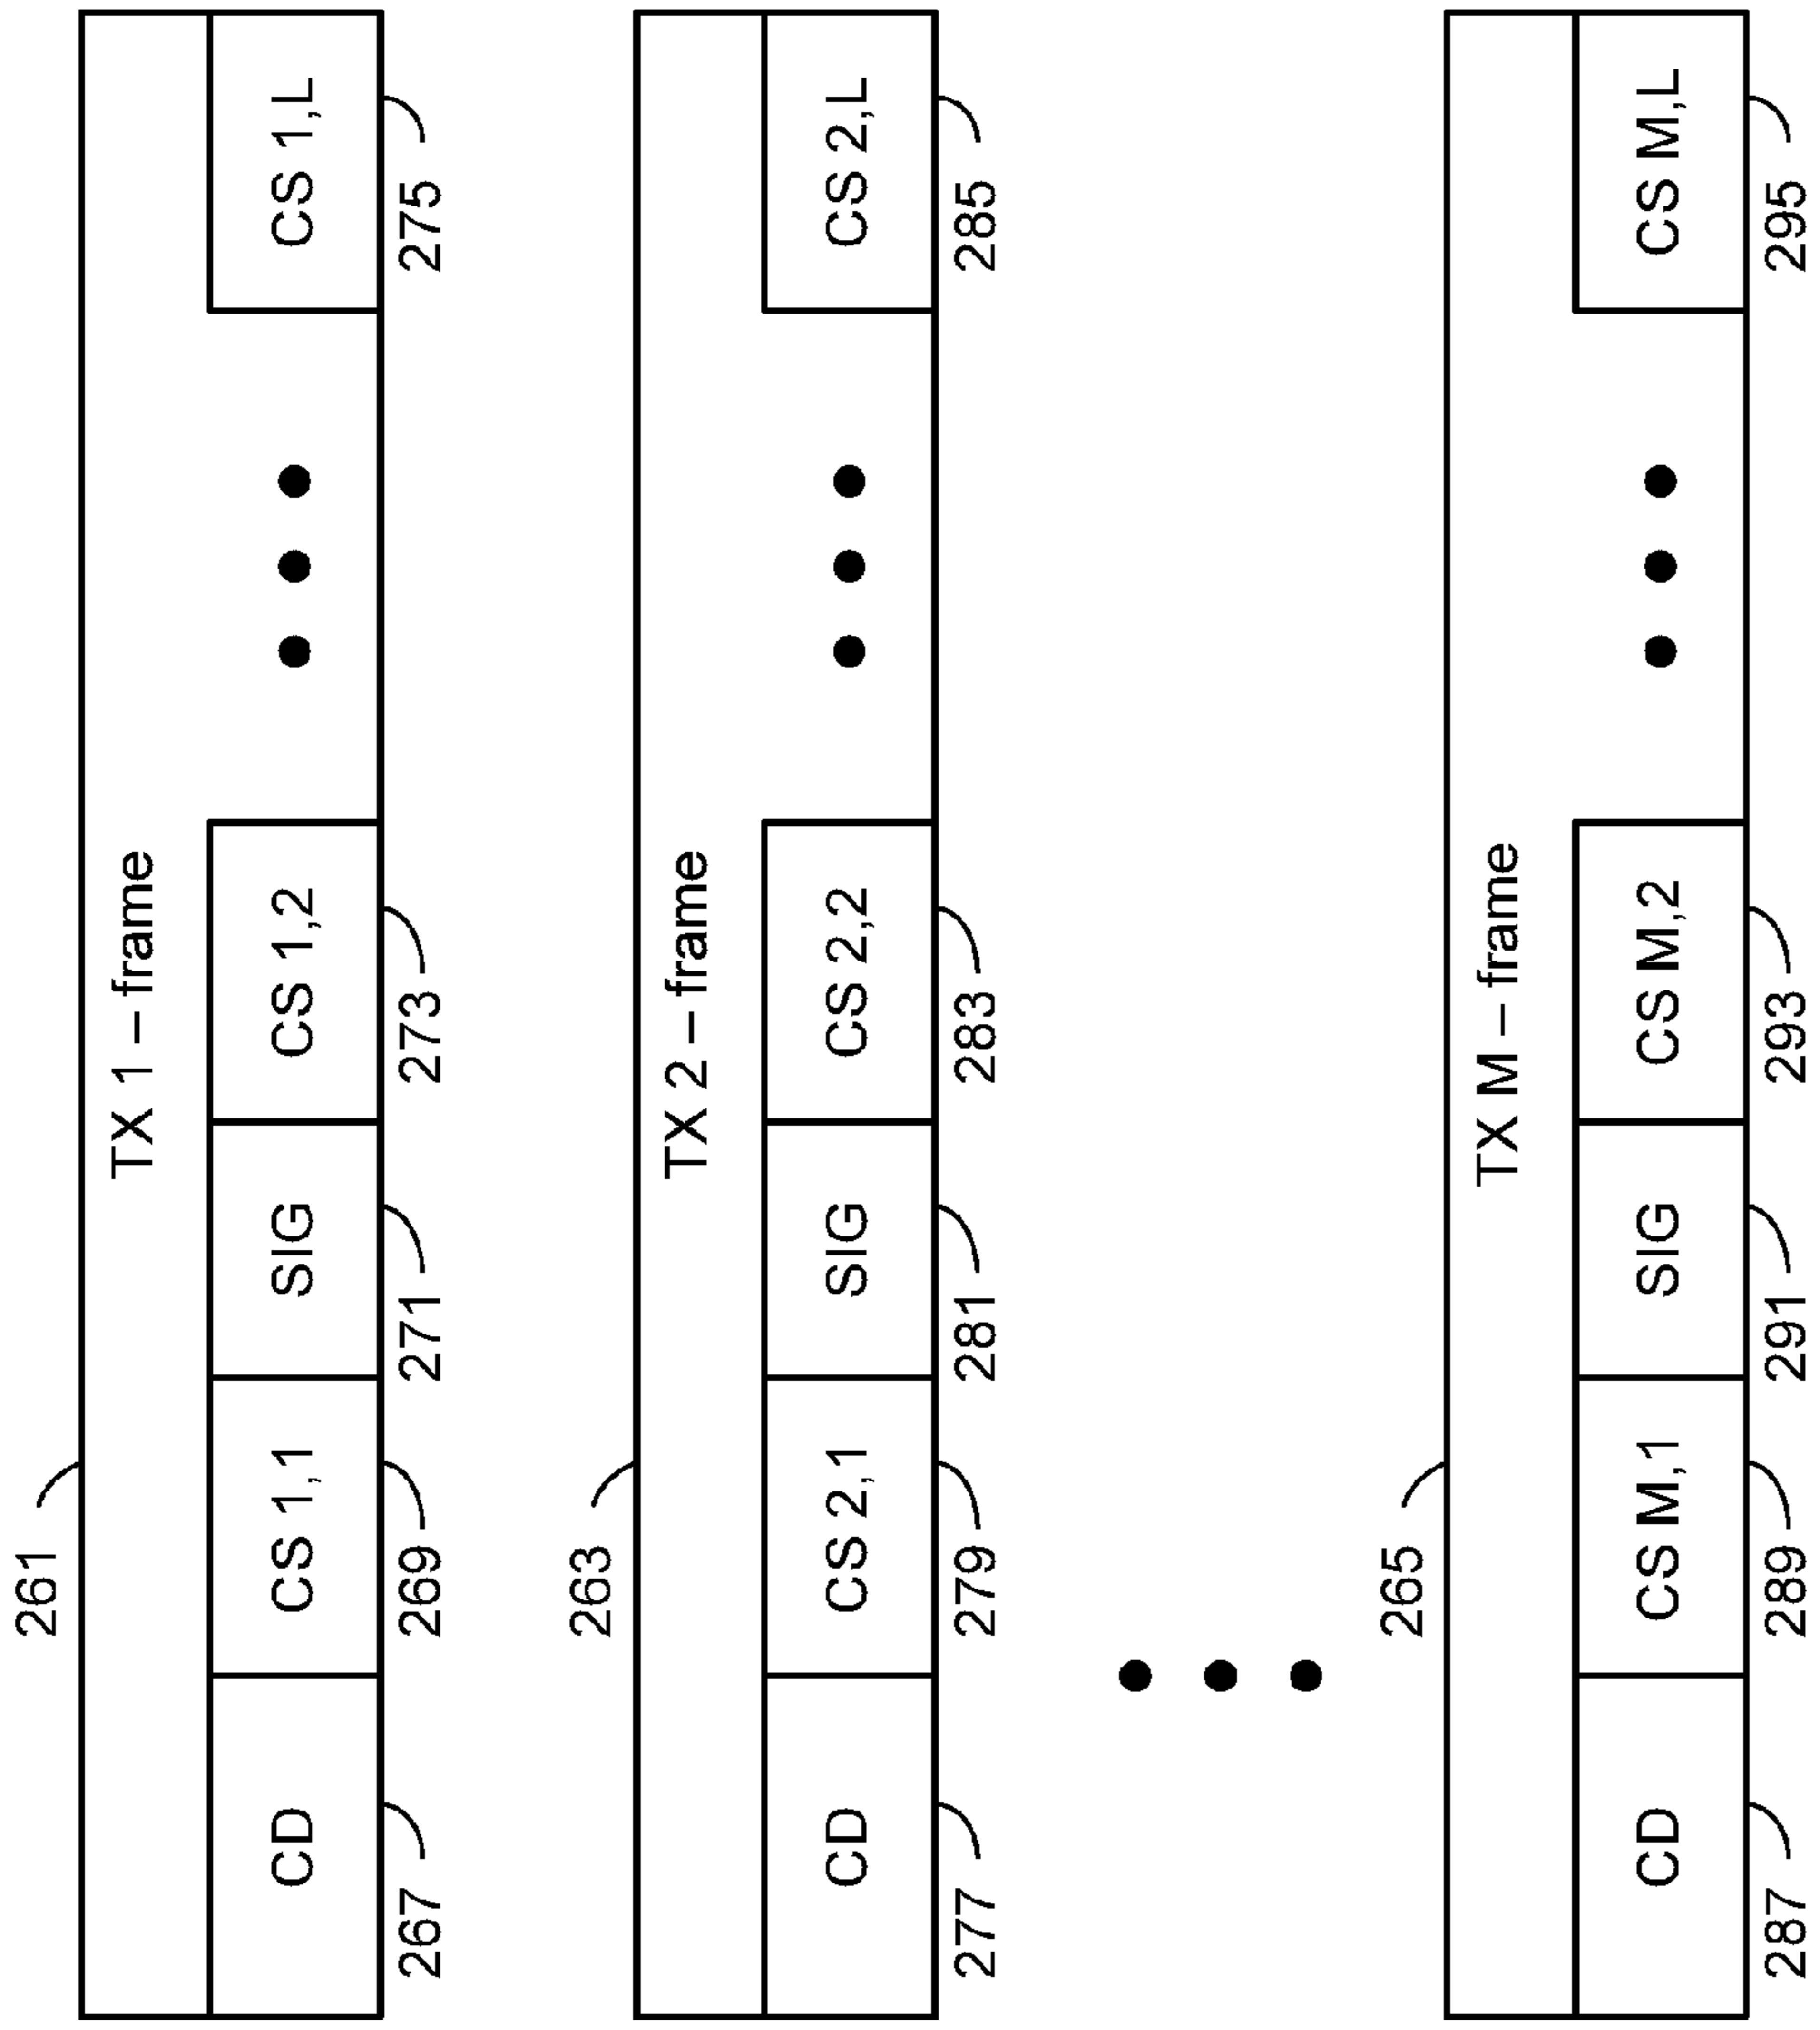 261
TX 1 – frame
CD
CS 1,1
SIG
CS 1,2
CS 1,L
267
269
271
273
275
263
TX 2 – frame
CD
CS 2,1
SIG
CS 2,2
CS 2,L
277
279
281
283
285
265
TX M – frame
CD
CS M,1
SIG
CS M,2
CS M,L
287
289
291
293
295